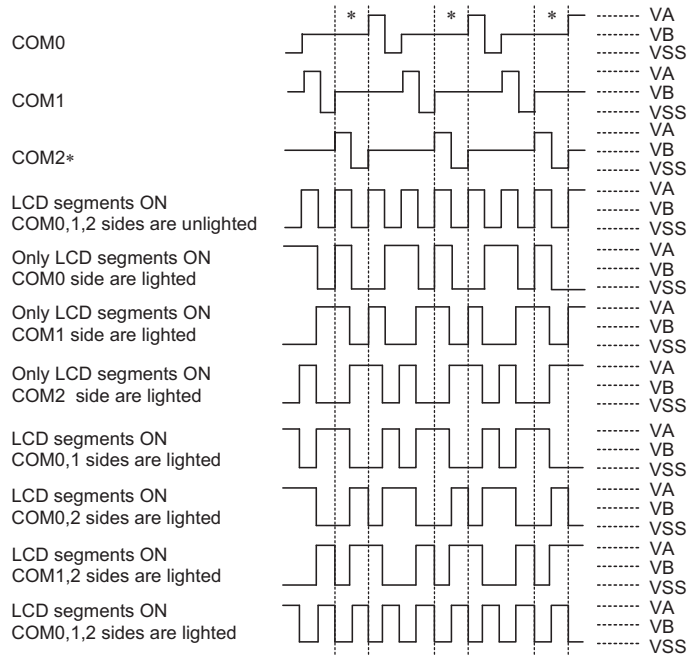 * * *
COM0
VA
VB
VSS
COM1
VA
VB
VSS
COM2*
VA
VB
VSS
LCD segments ON
COM0,1,2 sides are unlighted
VA
VB
VSS
Only LCD segments ON
COM0 side are lighted
VA
VB
VSS
Only LCD segments ON
COM1 side are lighted
VA
VB
VSS
Only LCD segments ON
COM2 side are lighted
VA
VB
VSS
LCD segments ON
COM0,1 sides are lighted
VA
VB
VSS
LCD segments ON
COM0,2 sides are lighted
VA
VB
VSS
LCD segments ON
COM1,2 sides are lighted
VA
VB
VSS
LCD segments ON
COM0,1,2 sides are lighted
VA
VB
VSS